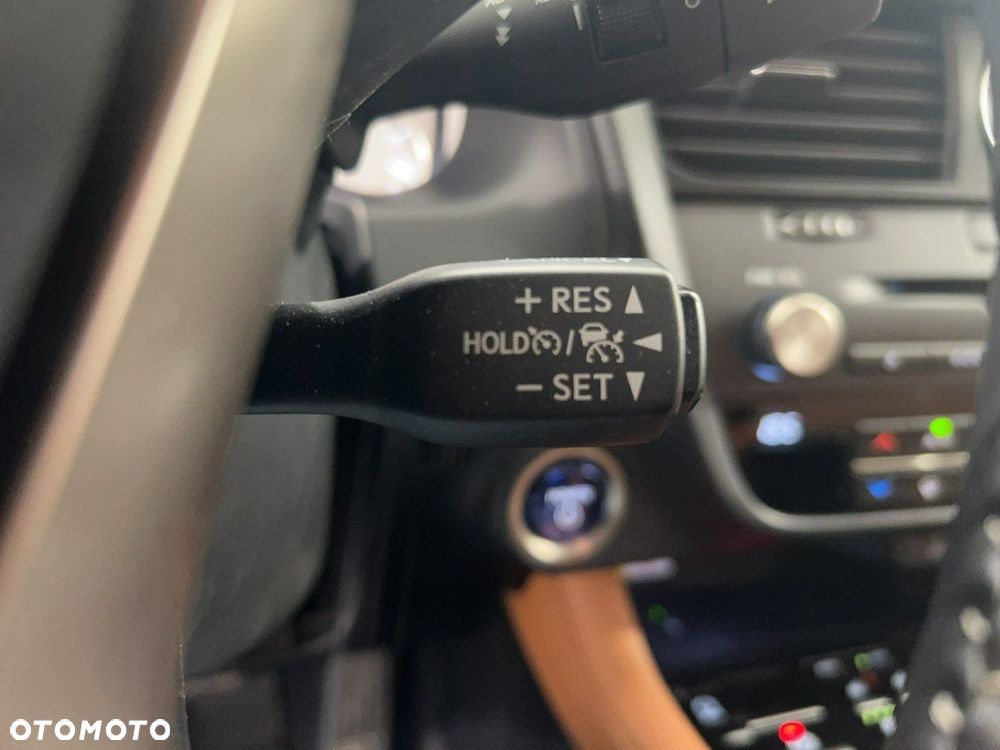 + RES ▲
HOLD / ◀
− SET ▼
OTOMOTO